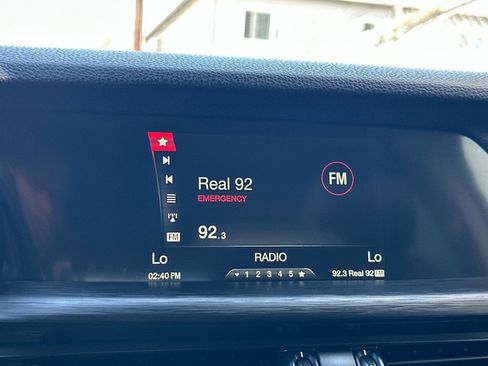 Real 92
EMERGENCY
FM
92.3
FM
Lo
RADIO
Lo
02:40 PM
1 2 3 4 5
92.3 Real 92 FM